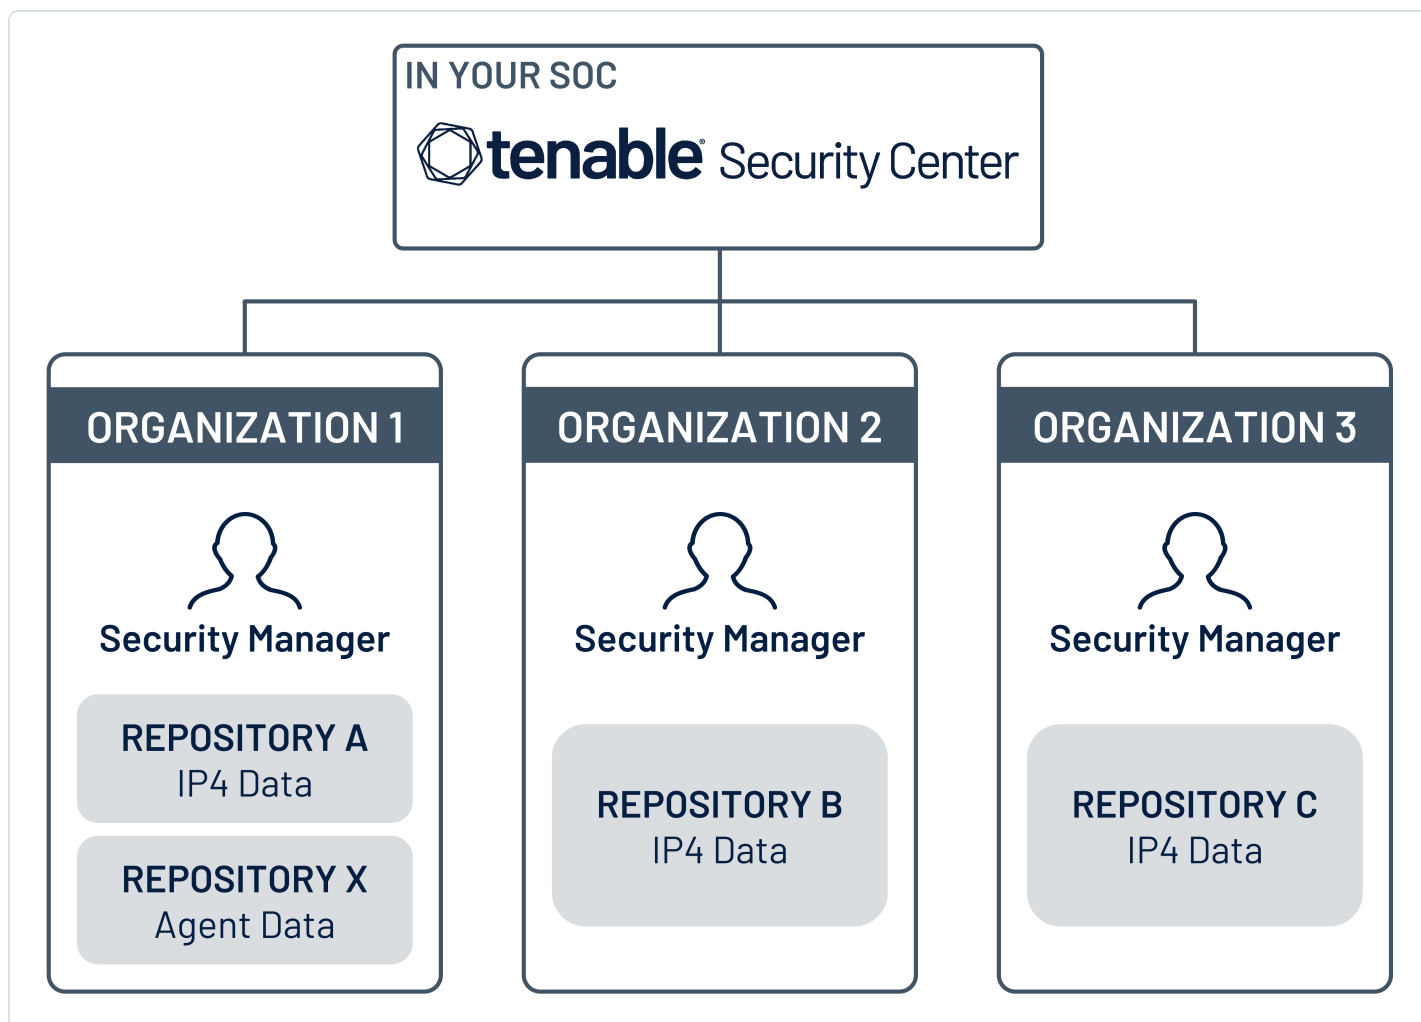 IN YOUR SOC
tenable® Security Center
ORGANIZATION 1
Security Manager
REPOSITORY A
IP4 Data
REPOSITORY X
Agent Data
ORGANIZATION 2
Security Manager
REPOSITORY B
IP4 Data
ORGANIZATION 3
Security Manager
REPOSITORY C
IP4 Data